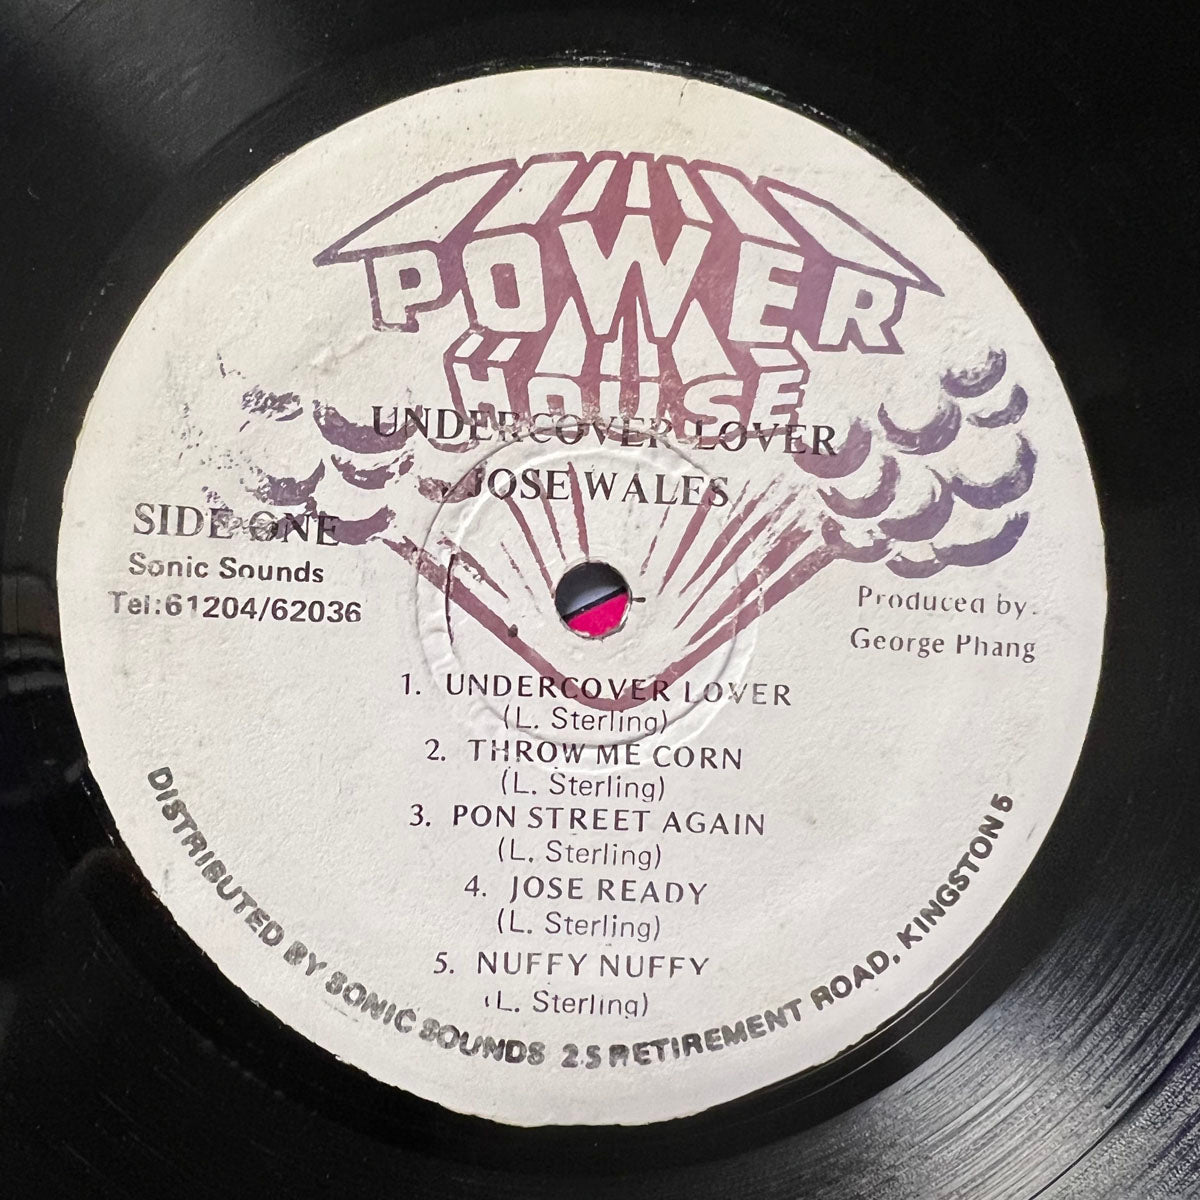 POWER
HOUSE
UNDERCOVER LOVER
JOSE WALES
SIDE ONE
Sonic Sounds
Tel:61204/62036
Produced by:
George Phang
1. UNDERCOVER LOVER
(L. Sterling)
2. THROW ME CORN
(L. Sterling)
3. PON STREET AGAIN
(L. Sterling)
4. JOSE READY
(L. Sterling)
5. NUFFY NUFFY
(L. Sterling)
DISTRIBUTED BY SONIC SOUNDS 25 RETIREMENT ROAD, KINGSTON 5